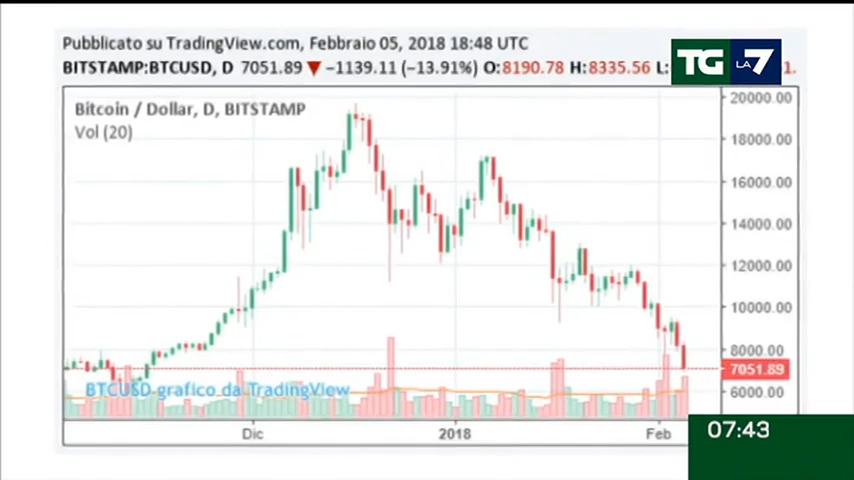 Pubblicato su TradingView.com, Febbraio 05, 2018 18:48 UTC
BITSTAMP:BTCUSD, D 7051.89 ▼ −1139.11 (−13.91%) O:8190.78 H:8335.56 L:
TG LA 7
Bitcoin / Dollar, D, BITSTAMP
Vol (20)
20000.00
18000.00
16000.00
14000.00
12000.00
10000.00
8000.00
7051.89
6000.00
BTCUSD grafico da TradingView
Dic 2018 Feb
07:43